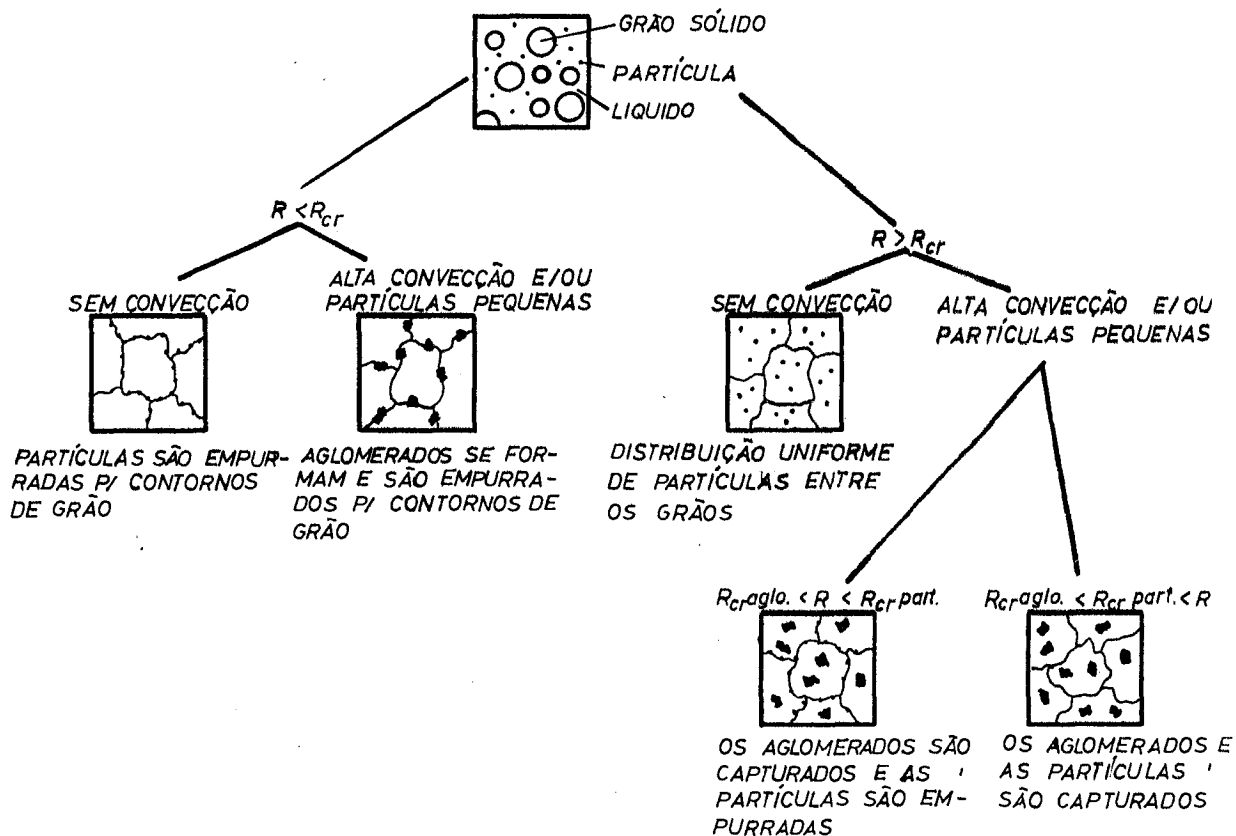 GRÃO SÓLIDO
PARTÍCULA
LIQUIDO
R < Rcr
SEM CONVECÇÃO
ALTA CONVECÇÃO E/OU
PARTÍCULAS PEQUENAS
PARTÍCULAS SÃO EMPUR-
RADAS P/ CONTORNOS
DE GRÃO
AGLOMERADOS SE FOR-
MAM E SÃO EMPURRA-
DOS P/ CONTORNOS DE
GRÃO
R > Rcr
SEM CONVECÇÃO
ALTA CONVECÇÃO E/OU
PARTÍCULAS PEQUENAS
DISTRIBUIÇÃO UNIFORME
DE PARTÍCULAS ENTRE
OS GRÃOS
Rcr aglo. < R < Rcr part.
OS AGLOMERADOS SÃO
CAPTURADOS E AS
PARTÍCULAS SÃO EM-
PURRADAS
Rcr aglo. < Rcr part. < R
OS AGLOMERADOS E
AS PARTÍCULAS
SÃO CAPTURADOS